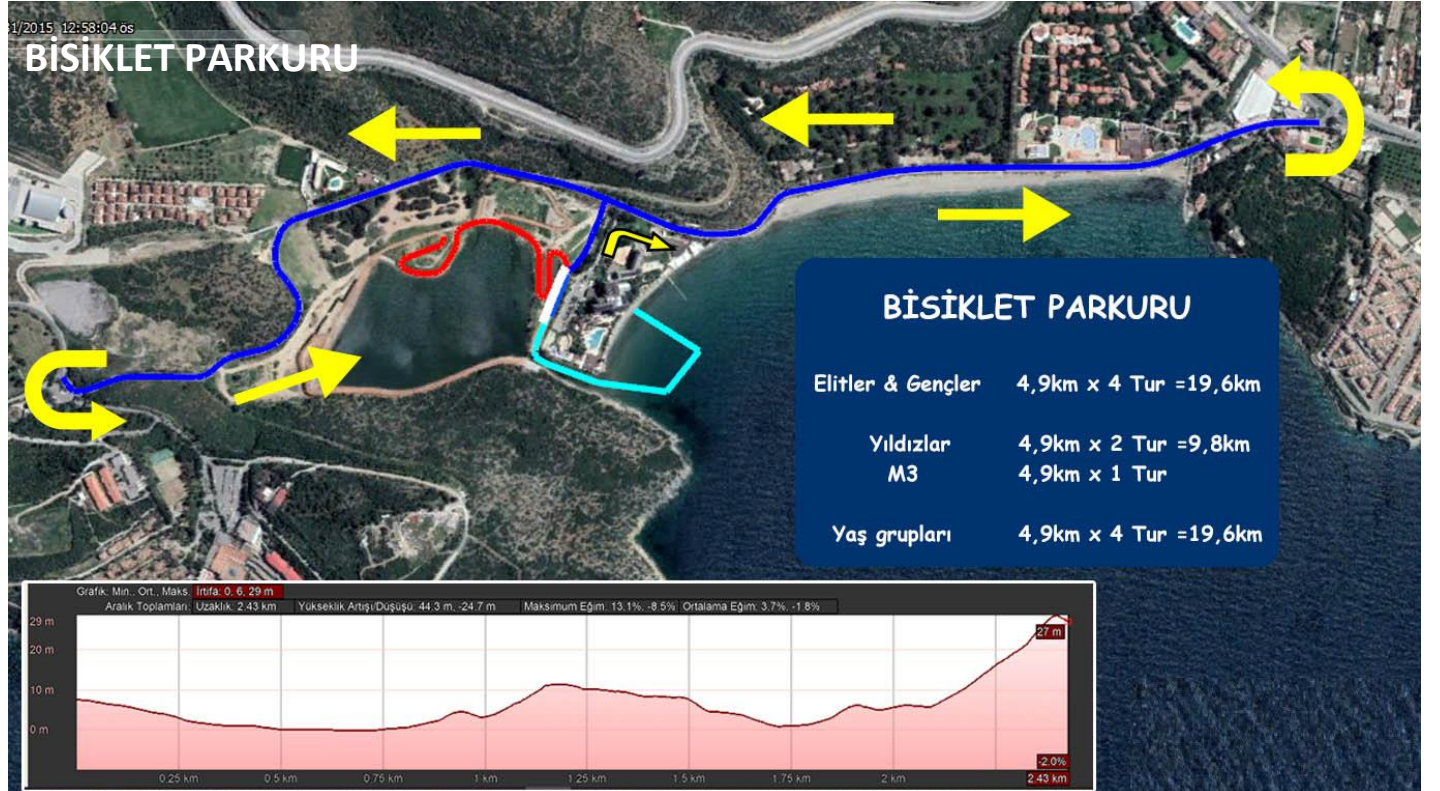 1/2015 12:58:04 ös
BİSİKLET PARKURU
BİSİKLET PARKURU
Elitler & Gençler 4,9km x 4 Tur =19,6km
Yıldızlar 4,9km x 2 Tur =9,8km
M3 4,9km x 1 Tur
Yaş grupları 4,9km x 4 Tur =19,6km
Grafik: Min., Ort., Maks. İrtifa: 0, 6, 29 m
Aralık Toplamları: Uzaklık: 2.43 km Yükseklik Artışı/Düşüşü: 44.3 m, -24.7 m Maksimum Eğim: 13.1%, -8.5% Ortalama Eğim: 3.7%, -1.8%
29 m
27 m
20 m
10 m
0 m
-2.0%
0.25 km 0.5 km 0.75 km 1 km 1.25 km 1.5 km 1.75 km 2 km 2.43 km